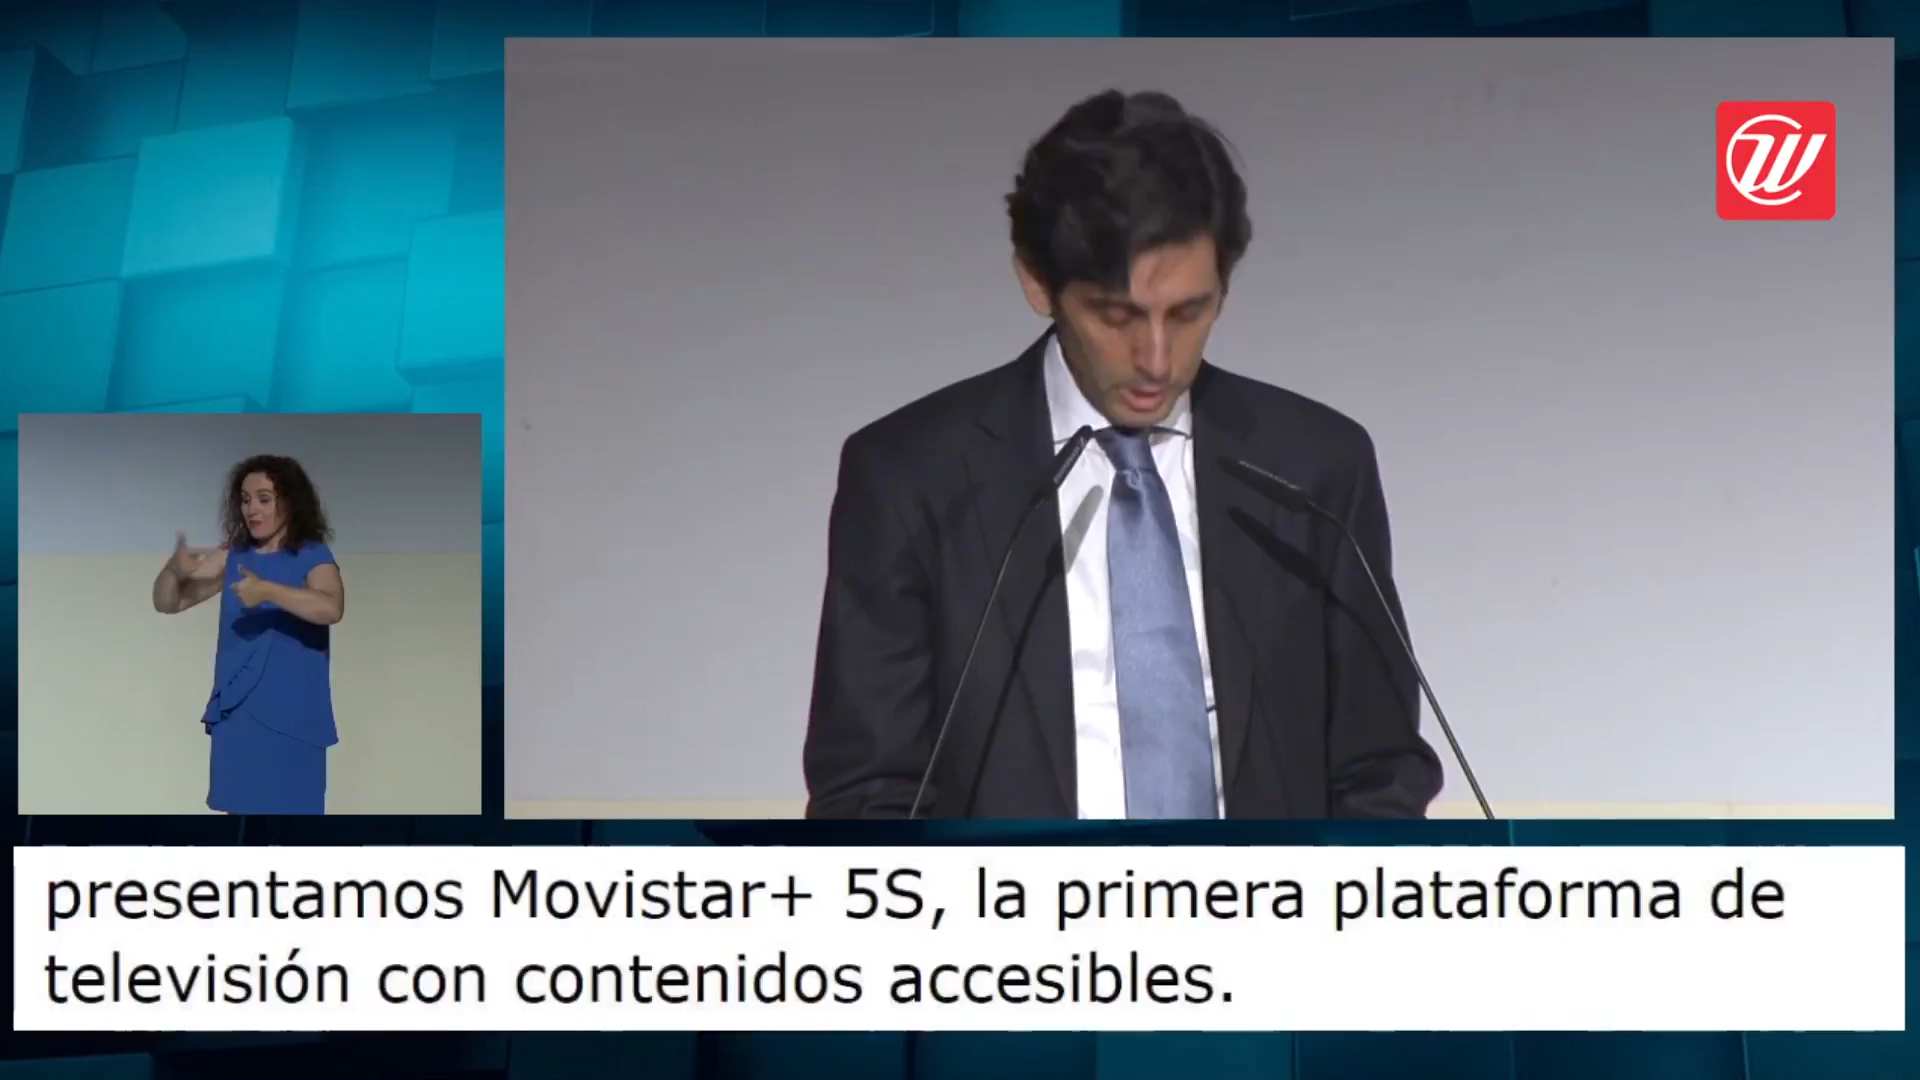 W
presentamos Movistar+ 5S, la primera plataforma de
televisión con contenidos accesibles.